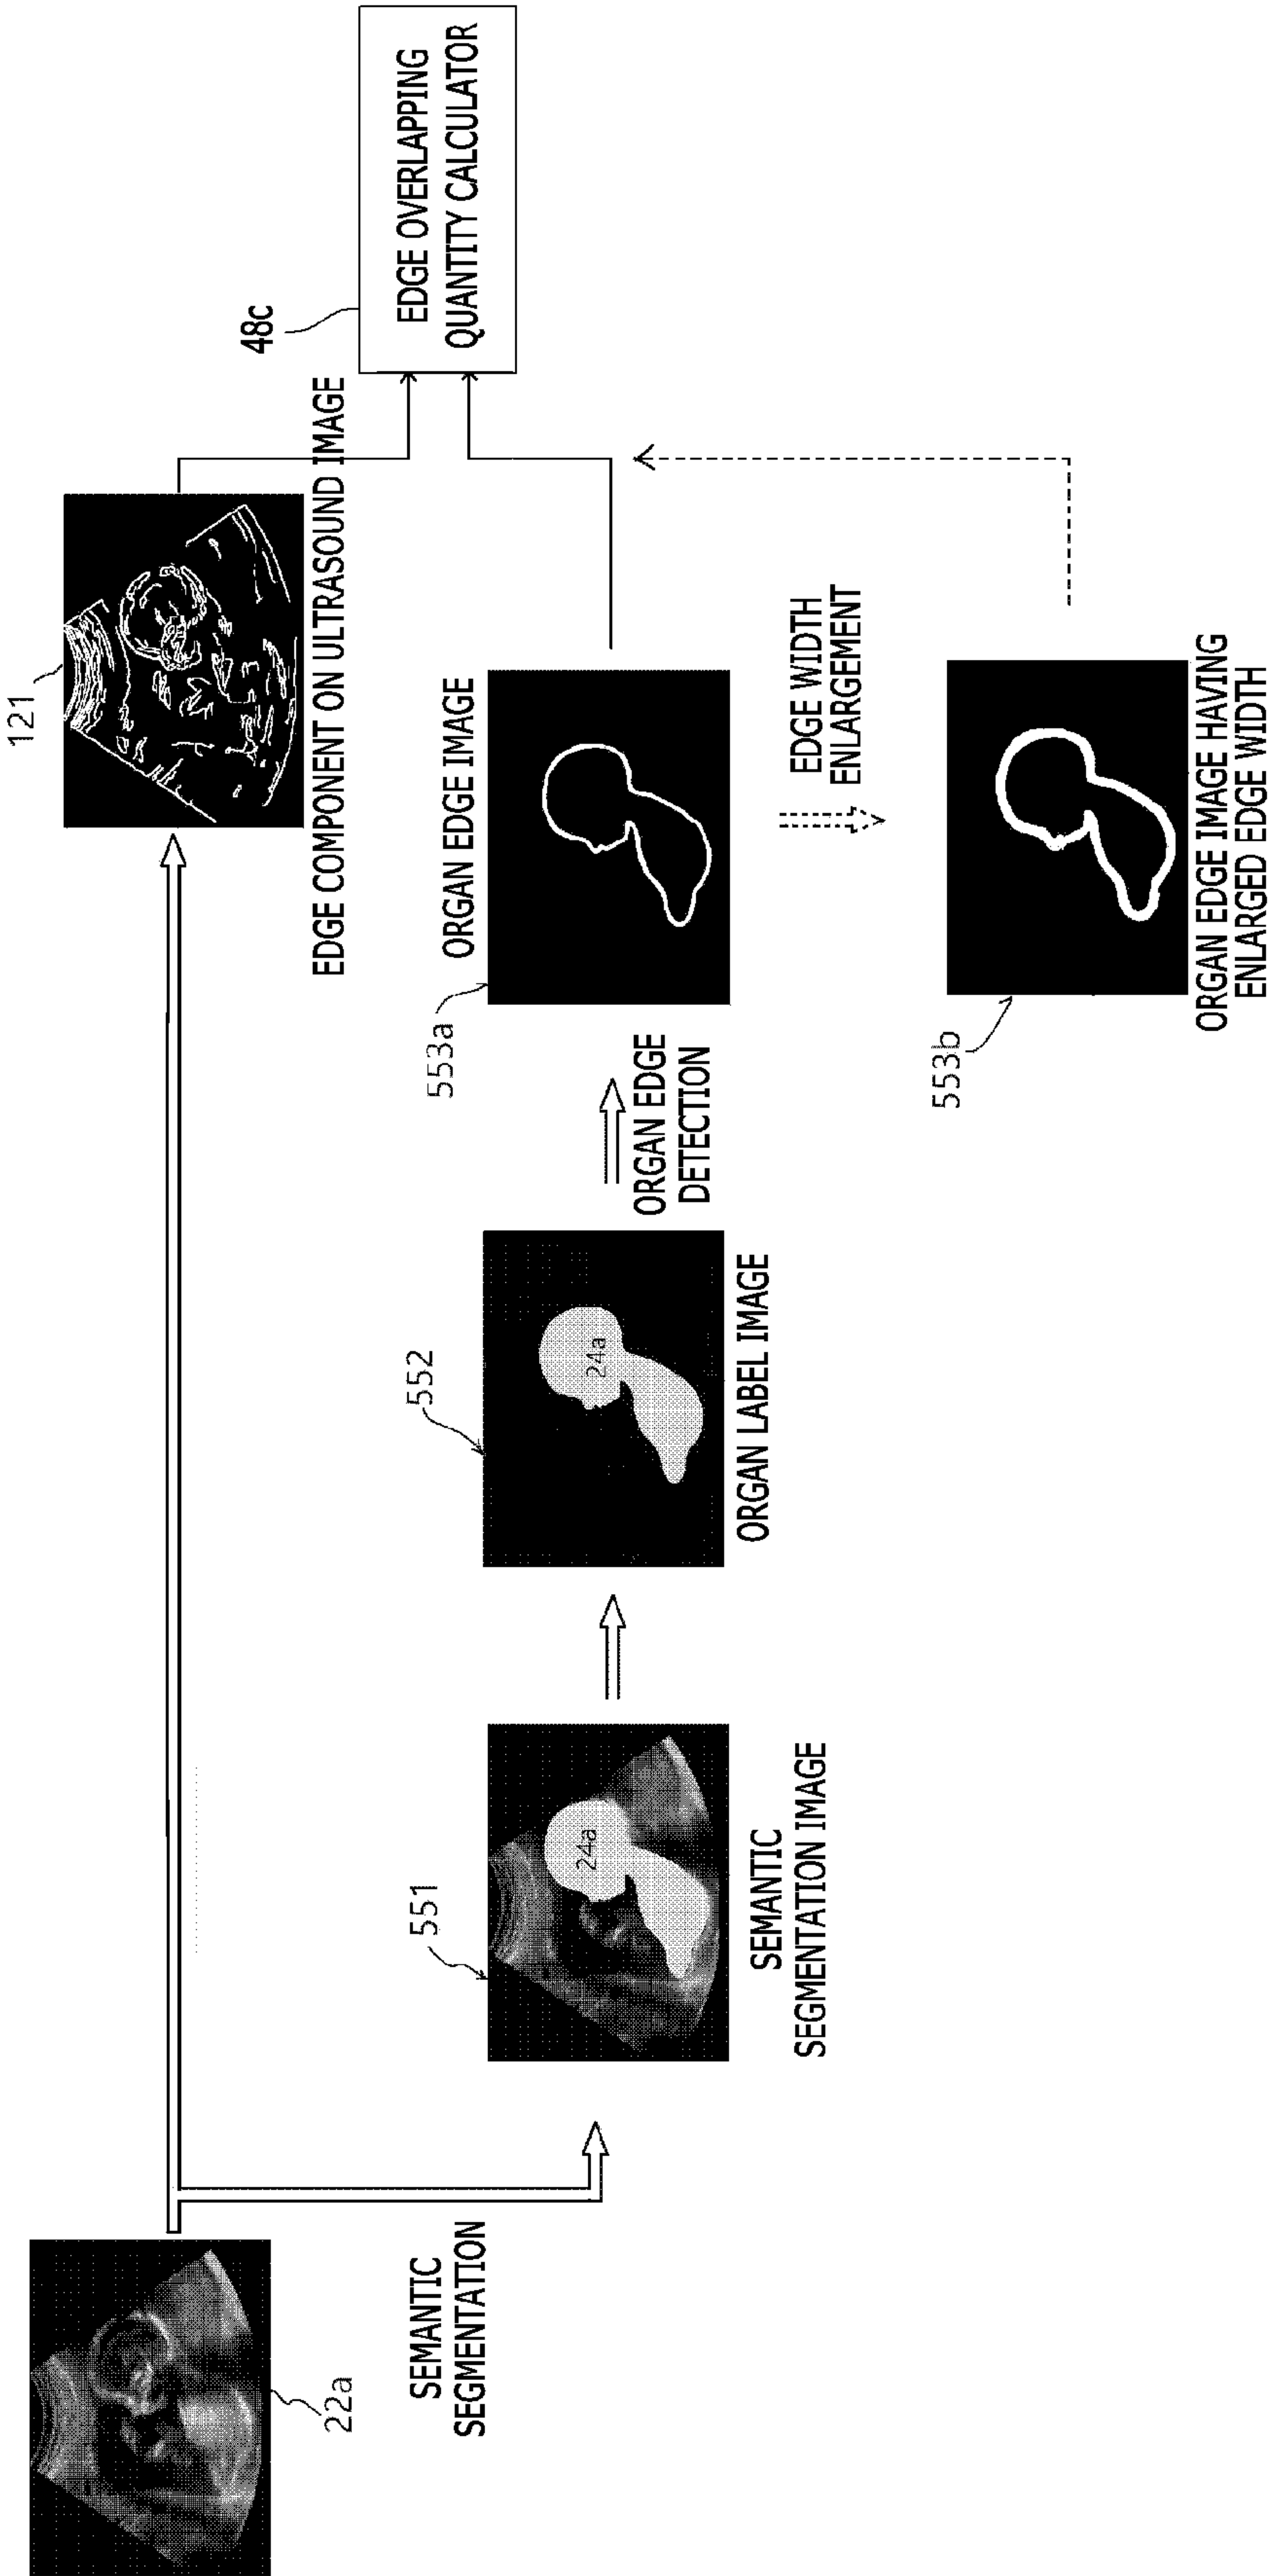 22a
SEMANTIC
SEGMENTATION
551
24a
SEMANTIC
SEGMENTATION IMAGE
552
24a
ORGAN LABEL IMAGE
ORGAN EDGE
DETECTION
553a
ORGAN EDGE IMAGE
EDGE WIDTH
ENLARGEMENT
553b
ORGAN EDGE IMAGE HAVING
ENLARGED EDGE WIDTH
121
EDGE COMPONENT ON ULTRASOUND IMAGE
48c
EDGE OVERLAPPING
QUANTITY CALCULATOR